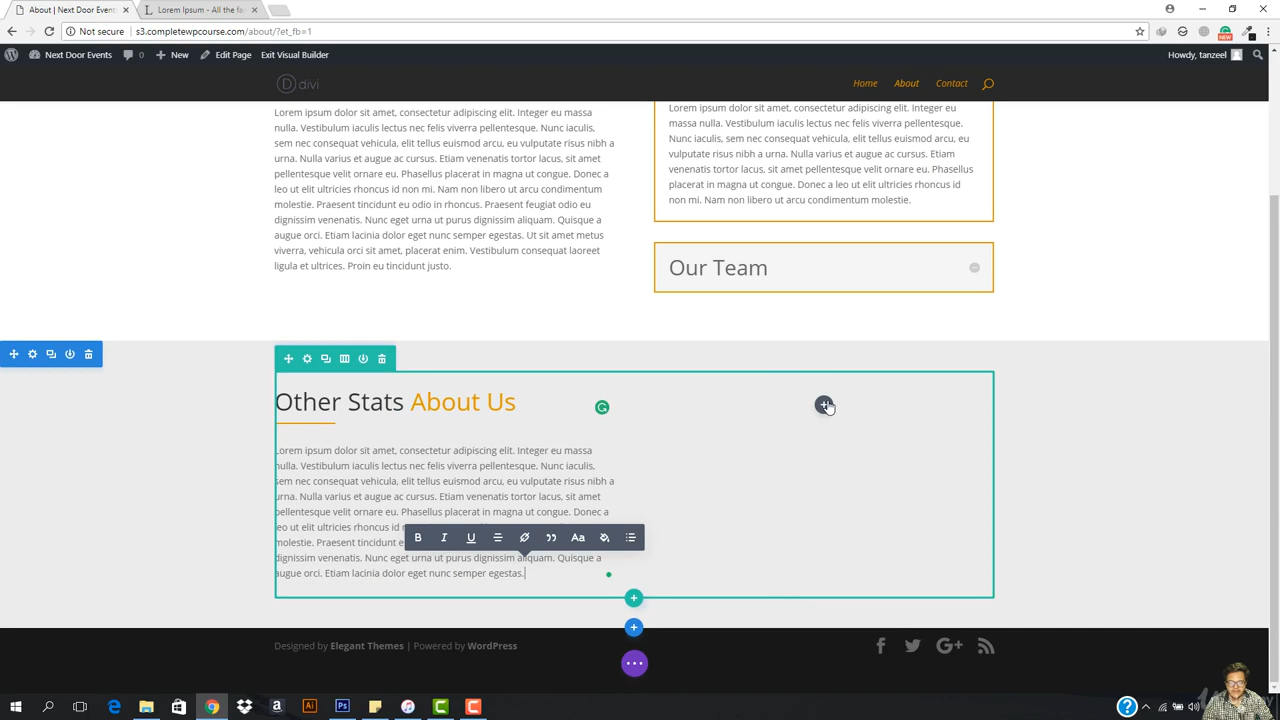 About | Next Door Event
Lorem Ipsum - All the fa
Not secure | s3.completewpcourse.com/about/?et_fb=1
NEW
Next Door Events
0
New
Edit Page
Exit Visual Builder
Howdy, tanzeel
D divi
Home
About
Contact
Lorem ipsum dolor sit amet, consectetur adipiscing elit. Integer eu massa
nulla. Vestibulum iaculis lectus nec felis viverra pellentesque. Nunc iaculis,
sem nec consequat vehicula, elit tellus euismod arcu, eu vulputate risus nibh a
urna. Nulla varius et augue ac cursus. Etiam venenatis tortor lacus, sit amet
pellentesque velit ornare eu. Phasellus pretium in magna ut congue. Donec a
leo ut elit ultricies rhoncus id non mi. Nam non libero ut arcu condimentum
molestie. Praesent tincidunt eu odio in rhoncus. Praesent feugiat odio eu
dignissim venenatis. Nunc eget urna ut purus dignissim aliquam. Quisque a
augue orci. Etiam lacinia dolor eget nunc semper egestas. Ut sit amet metus
viverra, vehicula orci sit amet, placerat enim. Vestibulum consequat laoreet
ligula et ultrices. Proin eu tincidunt justo.
Lorem ipsum dolor sit amet, consectetur adipiscing elit. Integer eu
massa nulla. Vestibulum iaculis lectus nec felis viverra pellentesque.
Nunc iaculis, sem nec consequat vehicula, elit tellus euismod arcu, eu
vulputate risus nibh a urna. Nulla varius et augue ac cursus. Etiam
venenatis tortor lacus, sit amet pellentesque velit ornare eu. Phasellus
pretium in magna ut congue. Donec a leo ut elit ultricies rhoncus id
non mi. Nam non libero ut arcu condimentum molestie.
Our Team
Other Stats About Us
Lorem ipsum dolor sit amet, consectetur adipiscing elit. Integer eu massa
nulla. Vestibulum iaculis lectus nec felis viverra pellentesque. Nunc iaculis,
sem nec consequat vehicula, elit tellus euismod arcu, eu vulputate risus nibh a
urna. Nulla varius et augue ac cursus. Etiam venenatis tortor lacus, sit amet
pellentesque velit ornare eu. Phasellus pretium in magna ut congue. Donec a
leo ut elit ultricies rhoncus
molestie. Praesent tincidunt e
B I U Aa
dignissim venenatis. Nunc eget urna ut purus dignissim aliquam. Quisque a
augue orci. Etiam lacinia dolor eget nunc semper egestas.
Designed by Elegant Themes | Powered by WordPress